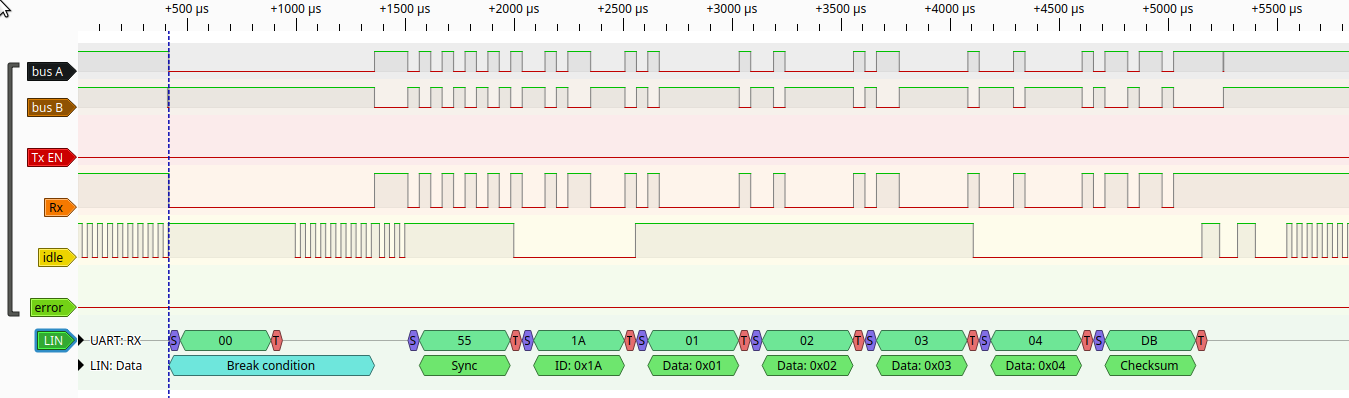 +500 µs +1000 µs +1500 µs +2000 µs +2500 µs +3000 µs +3500 µs +4000 µs +4500 µs +5000 µs +5500 µs
bus A
bus B
Tx EN
Rx
idle
error
LIN UART: RX S 00 T S 55 T S 1A T S 01 T S 02 T S 03 T S 04 T S DB T
LIN: Data Break condition Sync ID: 0x1A Data: 0x01 Data: 0x02 Data: 0x03 Data: 0x04 Checksum